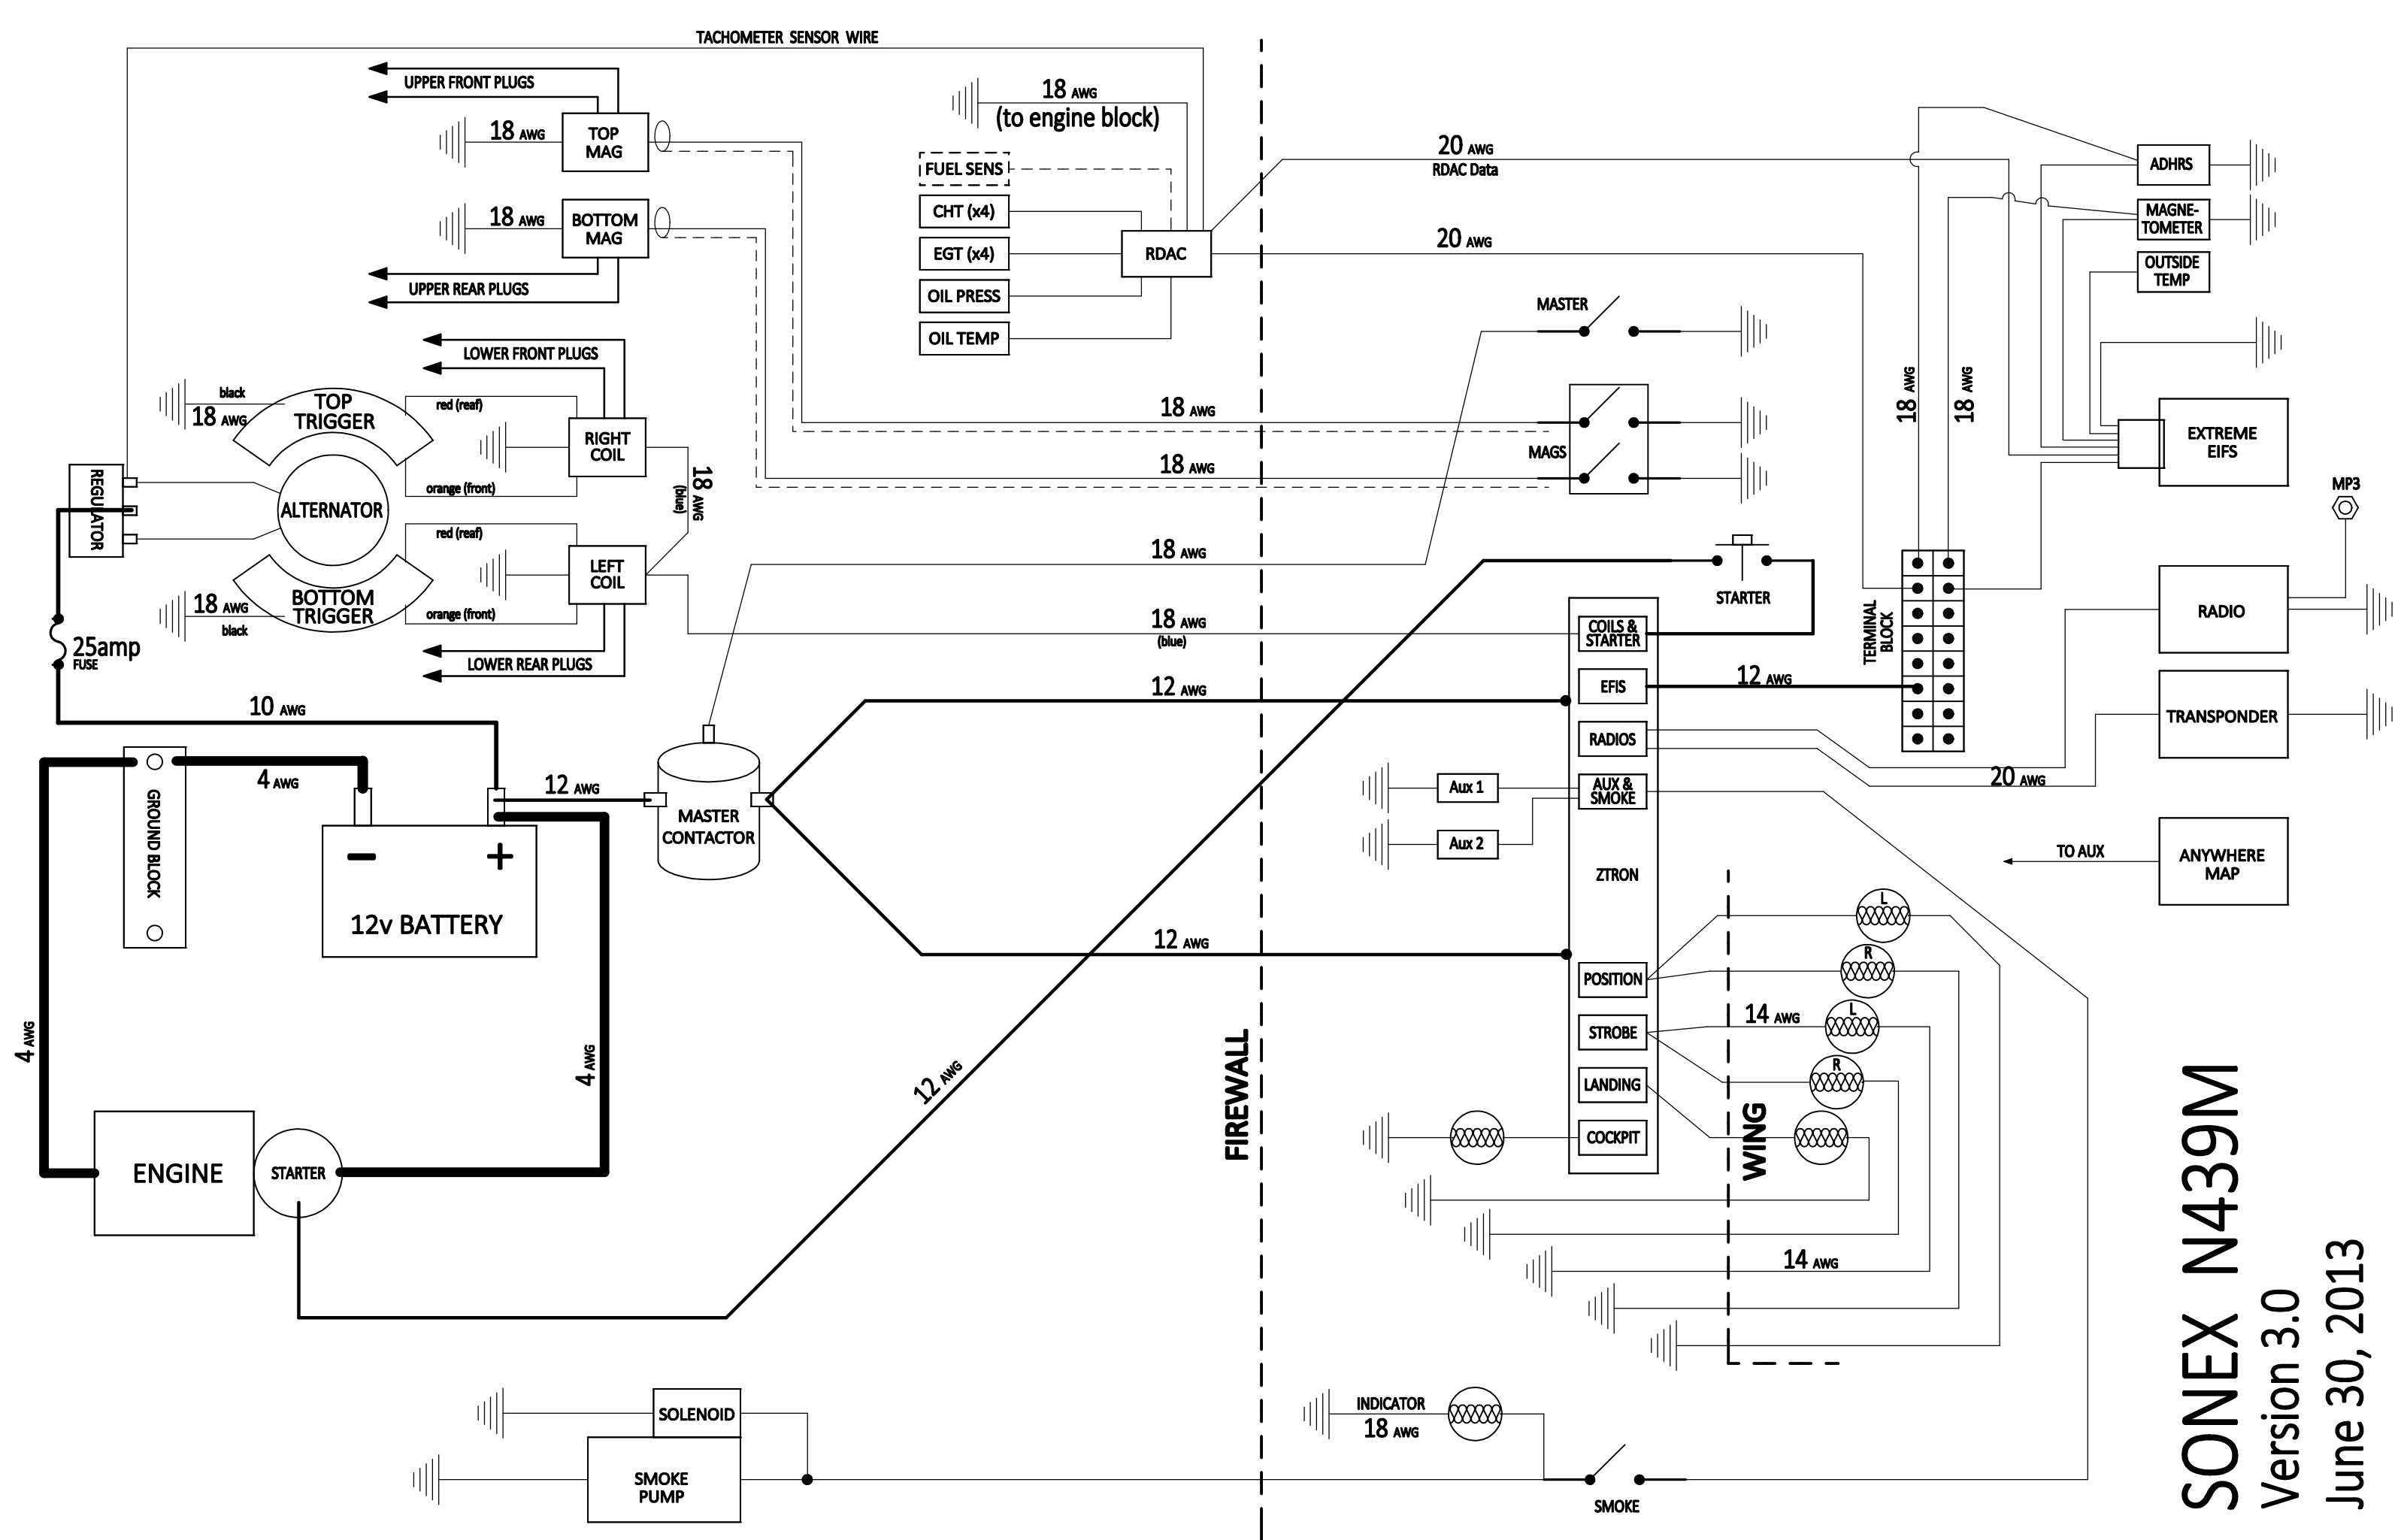 TACHOMETER SENSOR WIRE
UPPER FRONT PLUGS
18 AWG
TOP
MAG
18 AWG
BOTTOM
MAG
UPPER REAR PLUGS
18 AWG
(to engine block)
FUEL SENS
CHT (x4)
EGT (x4)
OIL PRESS
OIL TEMP
RDAC
20 AWG
RDAC Data
20 AWG
ADHRS
MAGNE-
TOMETER
OUTSIDE
TEMP
MASTER
LOWER FRONT PLUGS
black
18 AWG
TOP
TRIGGER
red (reaf)
RIGHT
COIL
orange (front)
18 AWG
(blue)
REGULATOR
ALTERNATOR
red (reaf)
LEFT
COIL
BOTTOM
TRIGGER
orange (front)
18 AWG
black
LOWER REAR PLUGS
25amp
FUSE
10 AWG
18 AWG
18 AWG
MAGS
18 AWG
18 AWG
EXTREME
EIFS
MP3
18 AWG
18 AWG
(blue)
STARTER
COILS &
STARTER
TERMINAL
BLOCK
RADIO
12 AWG
EFIS
12 AWG
RADIOS
TRANSPONDER
20 AWG
AUX &
SMOKE
Aux 1
Aux 2
ZTRON
TO AUX
ANYWHERE
MAP
GROUND BLOCK
4 AWG
12 AWG
MASTER
CONTACTOR
12v BATTERY
12 AWG
4 AWG
4 AWG
12 AWG
FIREWALL
ENGINE
STARTER
POSITION
L
R
STROBE
14 AWG
L
R
LANDING
COCKPIT
WING
14 AWG
SOLENOID
SMOKE
PUMP
INDICATOR
18 AWG
SMOKE
SONEX N439M
Version 3.0
June 30, 2013